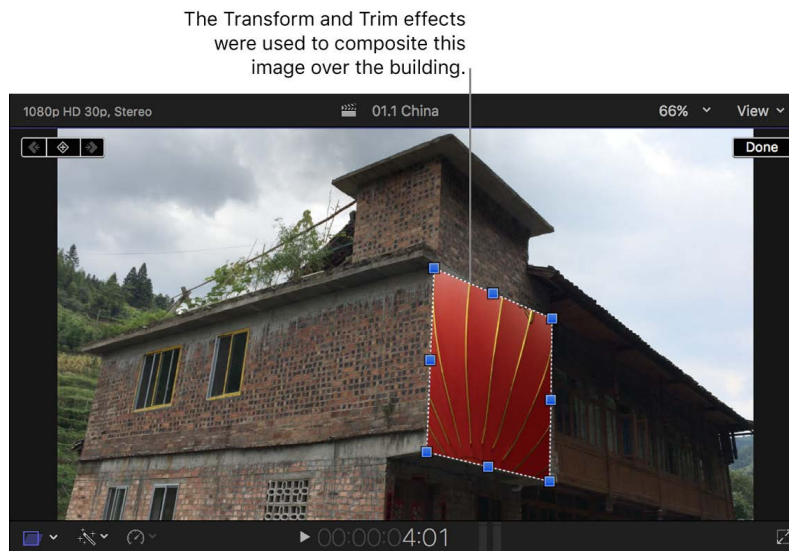 The Transform and Trim effects
were used to composite this
image over the building.
1080p HD 30p, Stereo
01.1 China
66%
View
Done
00:00:04:01